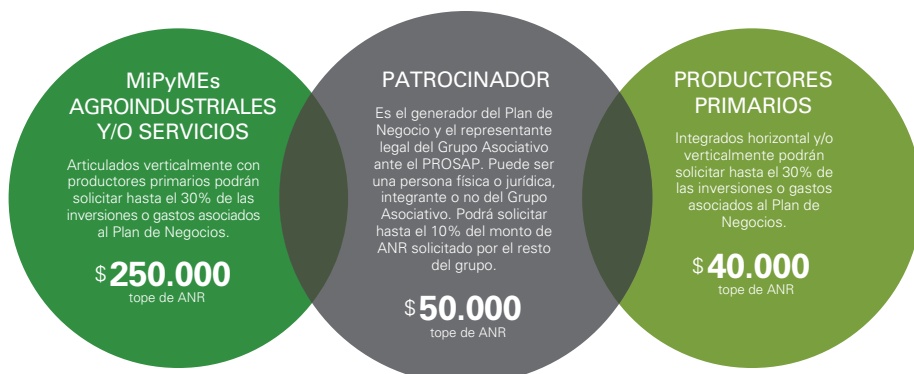 MiPyMEs
AGROINDUSTRIALES
Y/O SERVICIOS
Articulados verticalmente con
productores primarios podrán
solicitar hasta el 30% de las
inversiones o gastos asociados
al Plan de Negocios.
$ 250.000
tope de ANR
PATROCINADOR
Es el generador del Plan de
Negocio y el representante
legal del Grupo Asociativo
ante el PROSAP. Puede ser
una persona física o jurídica,
integrante o no del Grupo
Asociativo. Podrá solicitar
hasta el 10% del monto de
ANR solicitado por el resto
del grupo.
$ 50.000
tope de ANR
PRODUCTORES
PRIMARIOS
Integrados horizontal y/o
verticalmente podrán
solicitar hasta el 30% de
las inversiones o gastos
asociados al Plan de
Negocios.
$ 40.000
tope de ANR